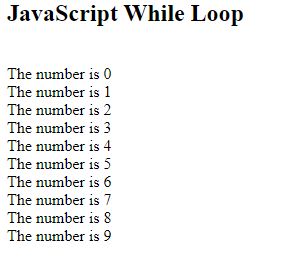 JavaScript While Loop
The number is 0
The number is 1
The number is 2
The number is 3
The number is 4
The number is 5
The number is 6
The number is 7
The number is 8
The number is 9